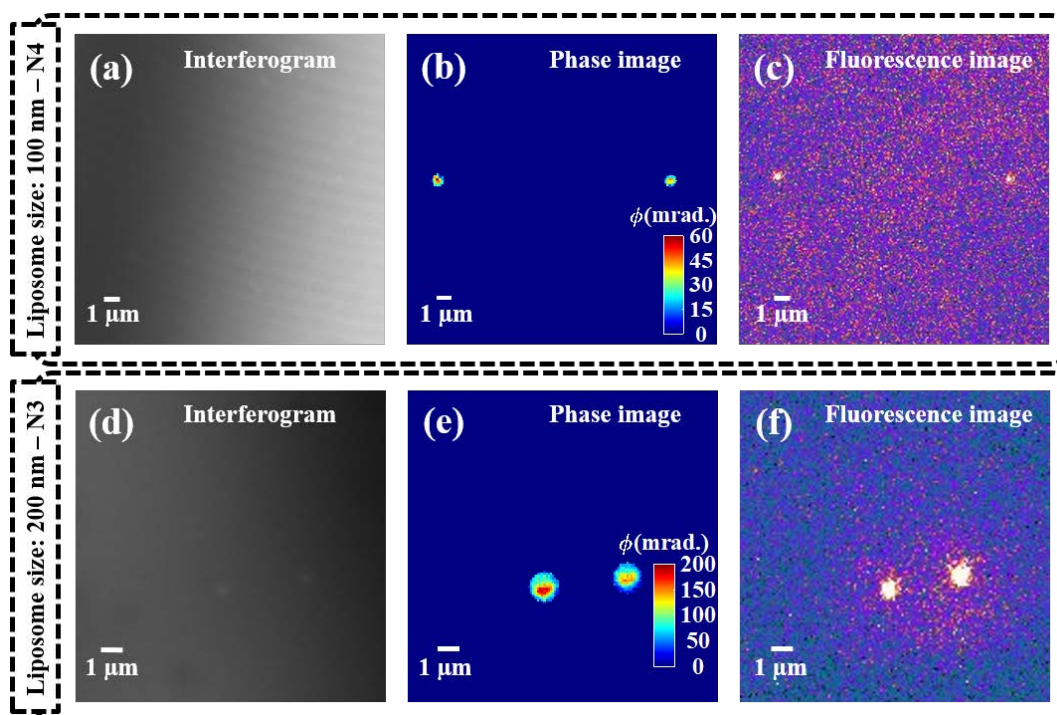 Liposome size: 100 nm – N4
(a) Interferogram
1 μm
(b) Phase image
ϕ(mrad.)
60
45
30
15
0
1 μm
(c) Fluorescence image
1 μm
Liposome size: 200 nm – N3
(d) Interferogram
1 μm
(e) Phase image
ϕ(mrad.)
200
150
100
50
0
1 μm
(f) Fluorescence image
1 μm